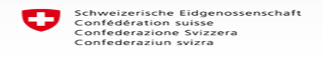 Schweizerische Eidgenossenschaft
Confédération suisse
Confederazione Svizzera
Confederaziun svizra